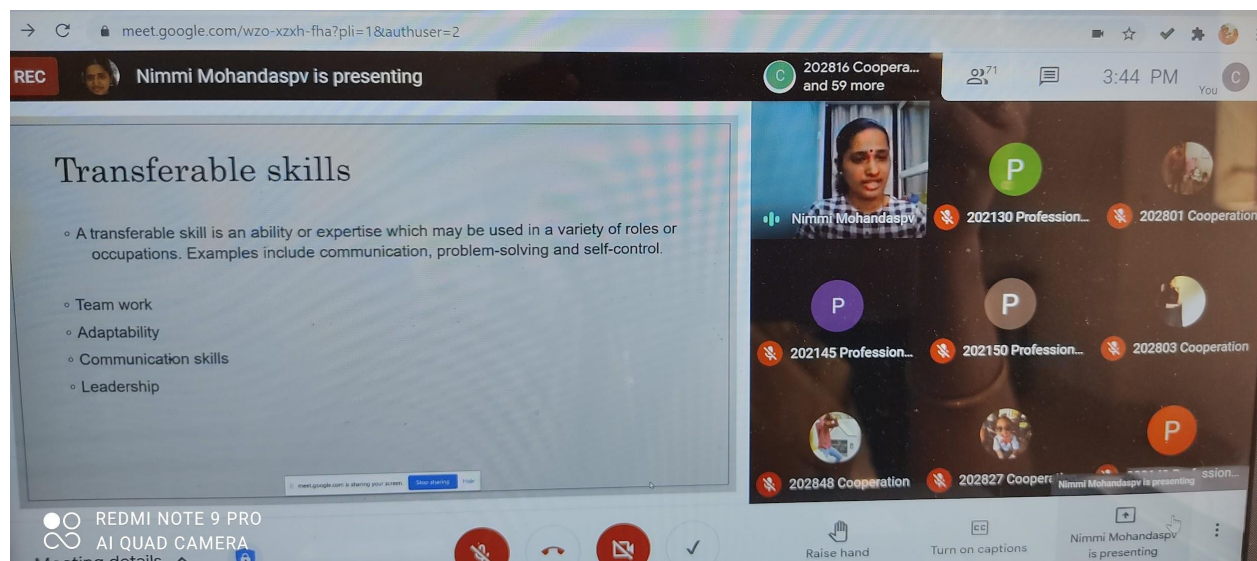 meet.google.com/wzo-xzxh-fha?pli=1&authuser=2
REC
Nimmi Mohandaspv is presenting
202816 Coopera...
and 59 more
71
3:44 PM
You
C
C
Transferable skills
◦ A transferable skill is an ability or expertise which may be used in a variety of roles or
occupations. Examples include communication, problem-solving and self-control.
◦ Team work
◦ Adaptability
◦ Communication skills
◦ Leadership
meet.google.com is sharing your screen.
Stop sharing
Hide
Nimmi Mohandaspv
P
202130 Profession...
202801 Cooperation
P
202145 Profession...
P
202150 Profession...
202803 Cooperation
202848 Cooperation
202827 Coopera
P
ssion...
Nimmi Mohandaspv is presenting
REDMI NOTE 9 PRO
AI QUAD CAMERA
Meeting details
Raise hand
CC
Turn on captions
Nimmi Mohandaspv
is presenting